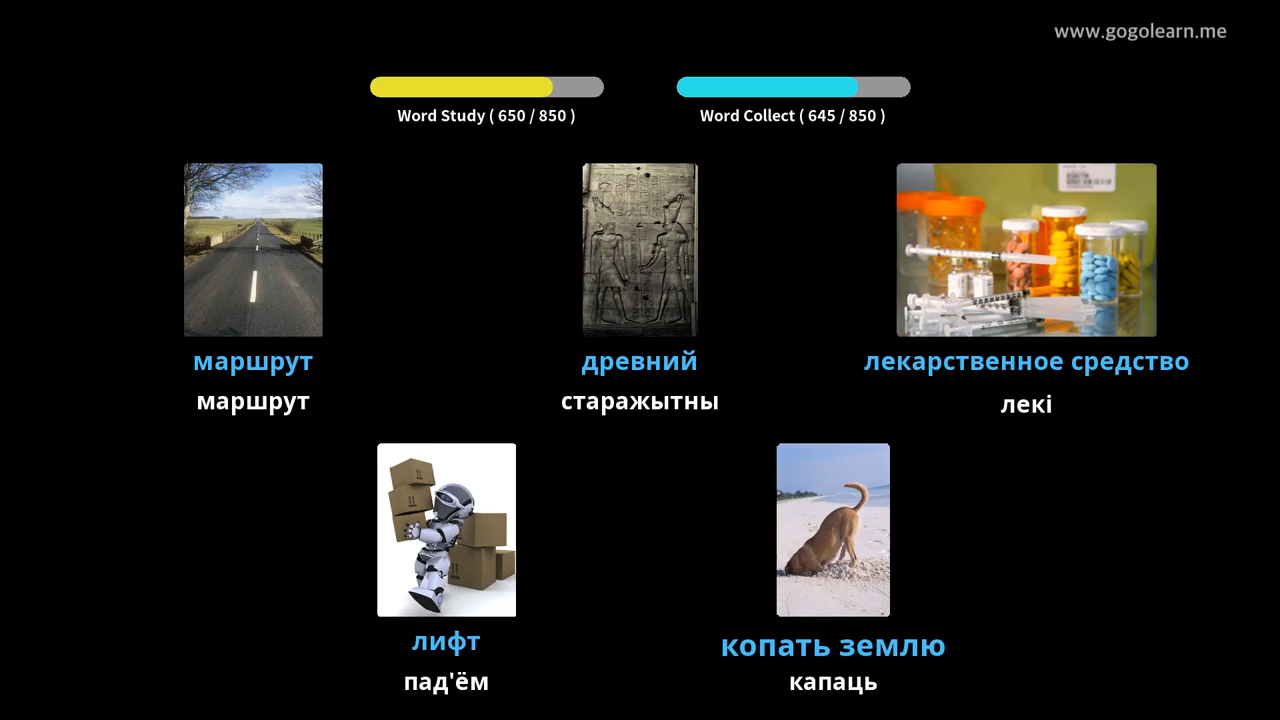 www.gogolearn.me
Word Study ( 650 / 850 )
Word Collect ( 645 / 850 )
маршрут
маршрут
древний
старажытны
лекарственное средство
лекі
лифт
пад'ём
копать землю
капаць